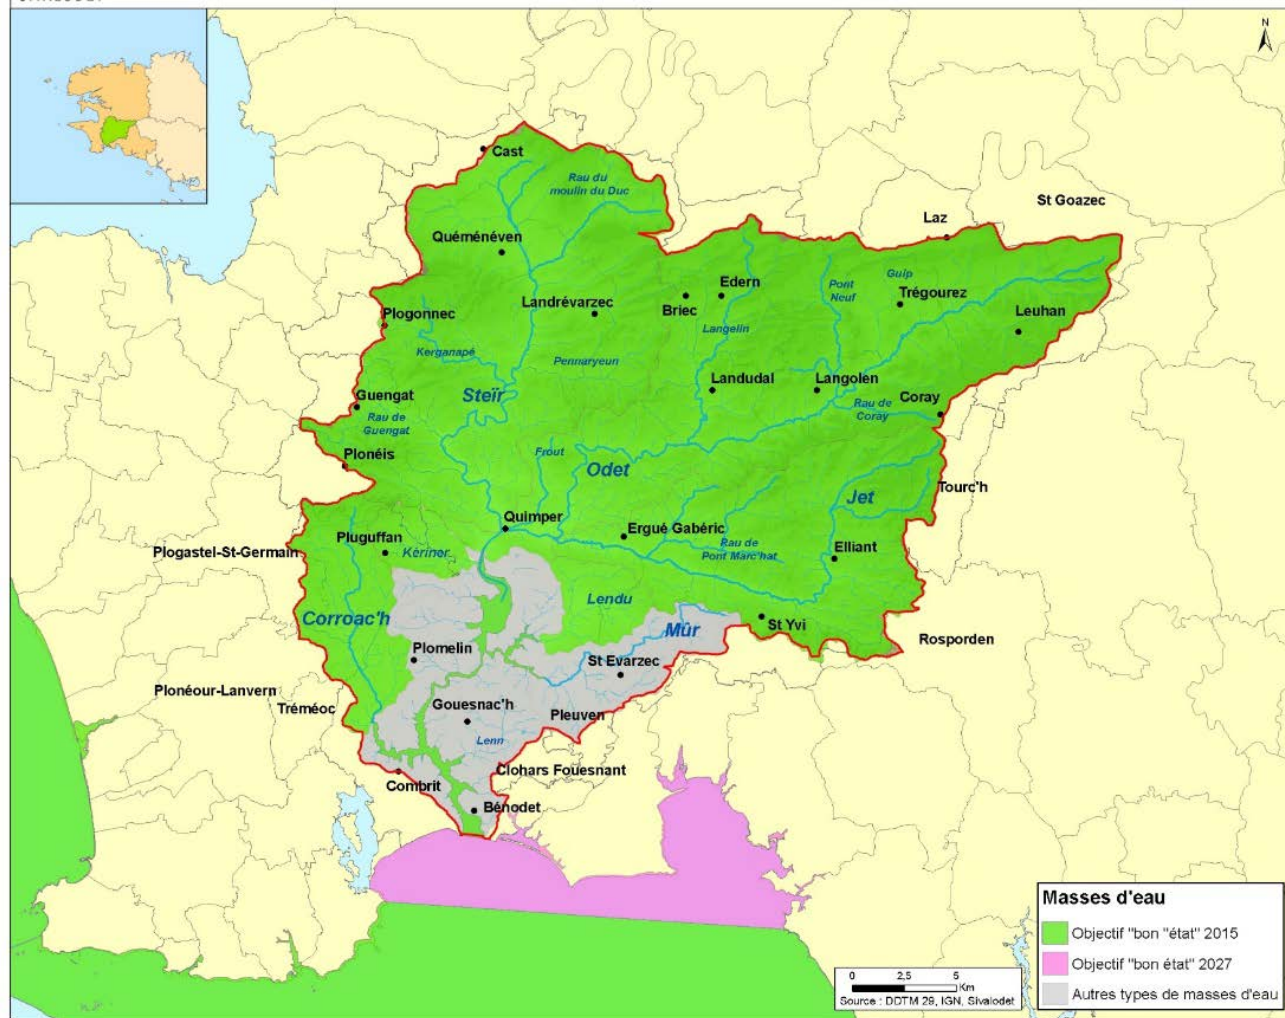 Cast
Rau du
moulin du Duc
St Goazec
Laz
Quéménéven
Guip
Edern
Pont
Neuf
Trégourez
Landrévarzec
Briec
Leuhan
Plogonnec
Langelin
Kerganapé
Pennaryeun
Landudal
Langolen
Guengat
Steïr
Coray
Rau de
Coray
Rau de
Guengat
Frout
Plonéis
Odet
Jet
Tourc'h
Quimper
Ergué Gabéric
Plogastel-St-Germain
Pluguffan
Kériner
Rau de
Pont Marc'hat
Elliant
Lendu
Corroac'h
Mûr
St Yvi
Rosporden
Plomelin
St Evarzec
Plonéour-Lanvern
Tréméoc
Gouesnac'h
Pleuven
Lenn
Clohars Fouesnant
Combrit
Bénodet
Masses d'eau
Objectif "bon "état" 2015
Objectif "bon état" 2027
Autres types de masses d'eau
0 2,5 5
Km
Source : DDTM 29, IGN, Sivalodet
N